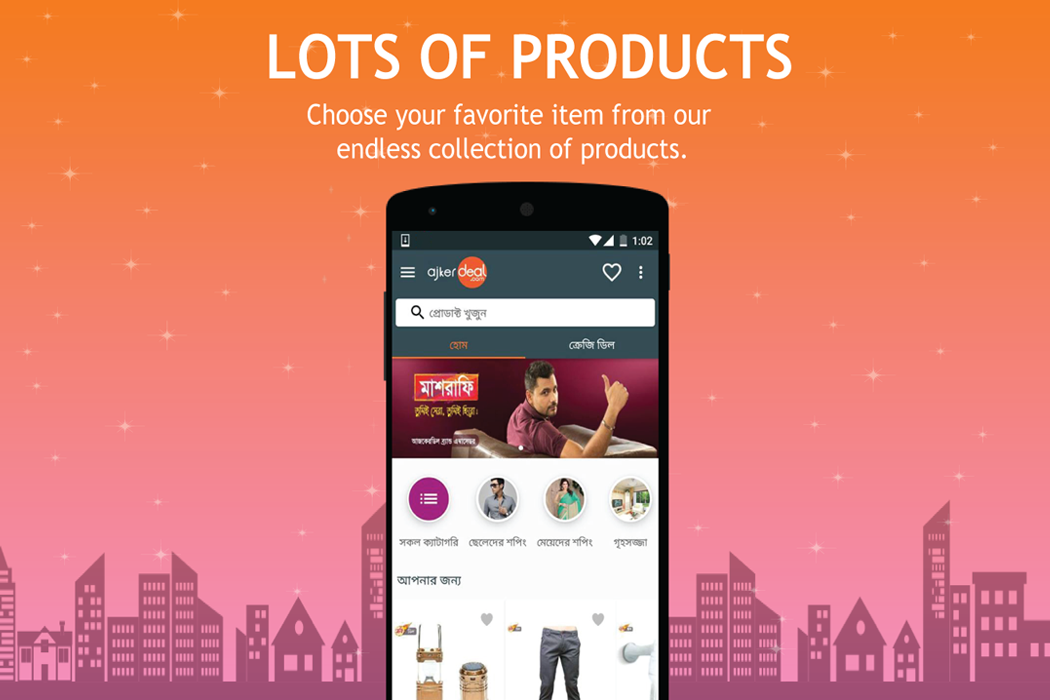 LOTS OF PRODUCTS
Choose your favorite item from our
endless collection of products.
1:02
ajkerdeal
.com
প্রোডাক্ট খুজুন
হোম ক্রেজি ডিল
মাশরাফি
তুমিই সেরা, তুমিই হিরো।
আজকেরডিল ব্র্যান্ড এম্বাসেডর
সকল ক্যাটাগরি ছেলেদের শপিং মেয়েদের শপিং গৃহসজ্জা
আপনার জন্য